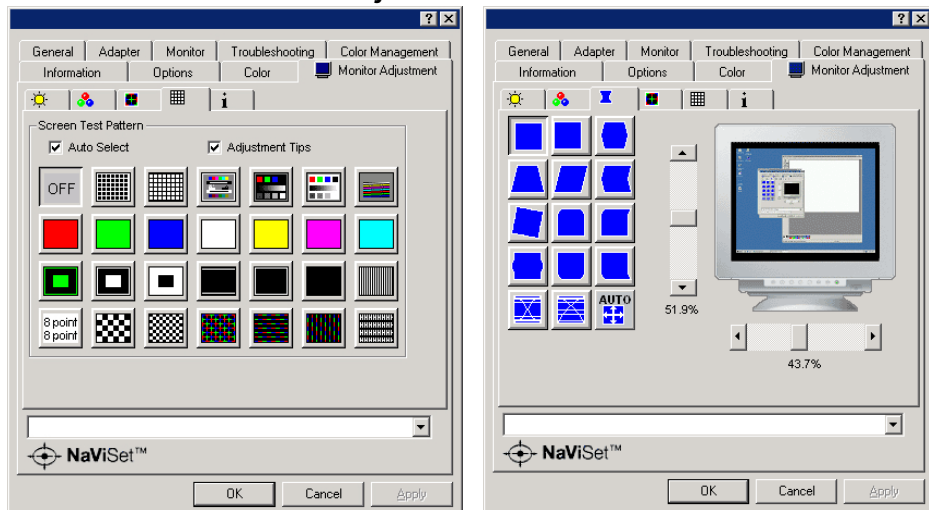 General Adapter Monitor Troubleshooting Color Management
Information Options Color Monitor Adjustment
Screen Test Pattern
Auto Select Adjustment Tips
OFF
8 point
8 point
NaViSet™
OK Cancel Apply
General Adapter Monitor Troubleshooting Color Management
Information Options Color Monitor Adjustment
AUTO
51.9%
43.7%
NaViSet™
OK Cancel Apply